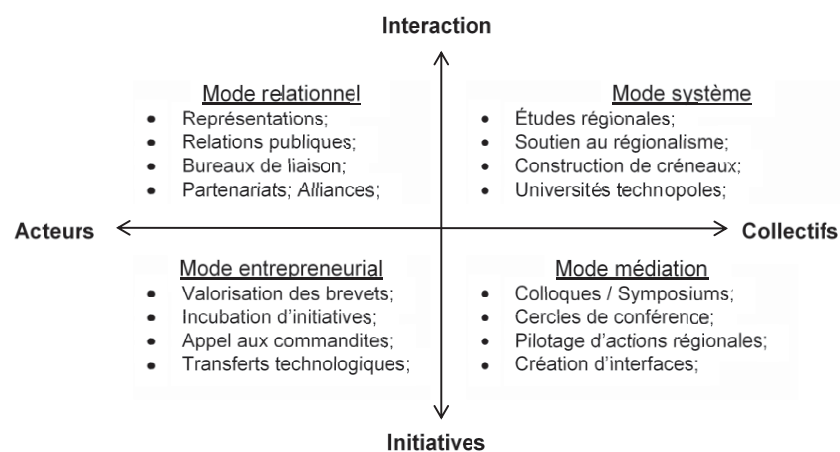 Interaction
Mode relationnel
• Représentations;
• Relations publiques;
• Bureaux de liaison;
• Partenariats; Alliances;
Mode système
• Études régionales;
• Soutien au régionalisme;
• Construction de créneaux;
• Universités technopoles;
Acteurs
Collectifs
Mode entrepreneurial
• Valorisation des brevets;
• Incubation d'initiatives;
• Appel aux commandites;
• Transferts technologiques;
Mode médiation
• Colloques / Symposiums;
• Cercles de conférence;
• Pilotage d'actions régionales;
• Création d'interfaces;
Initiatives